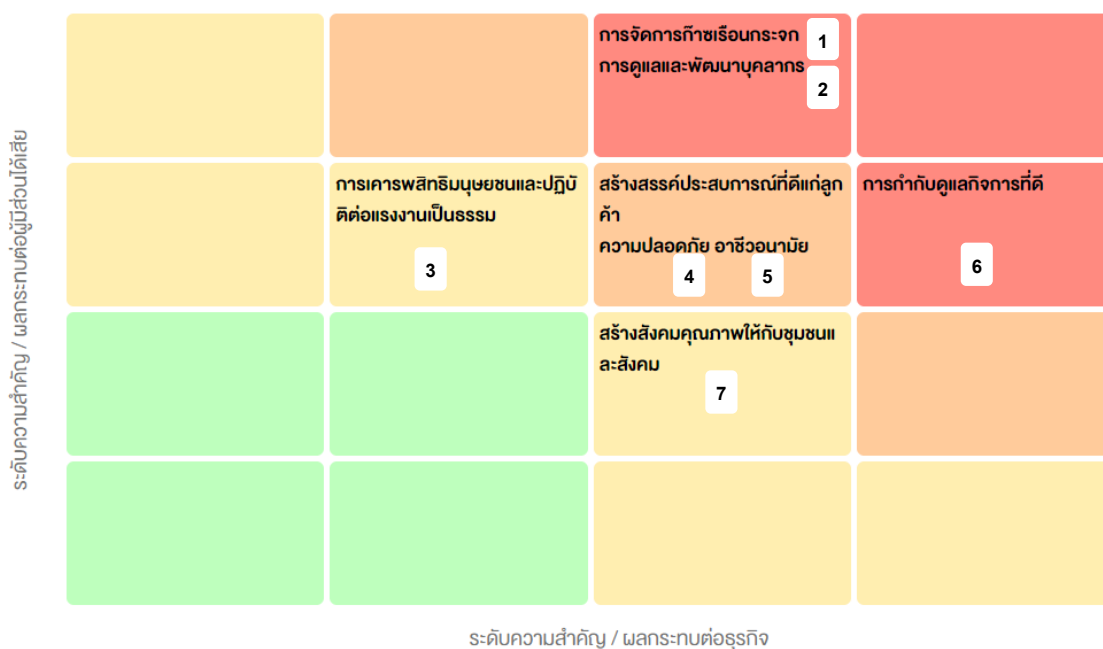 การจัดการก๊าซเรือนกระจก 1
การดูแลและพัฒนาบุคลากร
2
การเคารพสิทธิมนุษยชนและปฏิบั
ติต่อแรงงานเป็นธรรม
3
สร้างสรรค์ประสบการณ์ที่ดีแก่ลูก
ค้า
ความปลอดภัย อาชีวอนามัย
4 5
การกำกับดูแลกิจการที่ดี
6
สร้างสังคมคุณภาพให้กับชุมชนแ
ละสังคม
7
ระดับความสำคัญ / ผลกระทบต่อผู้มีส่วนได้เสีย
ระดับความสำคัญ / ผลกระทบต่อธุรกิจ